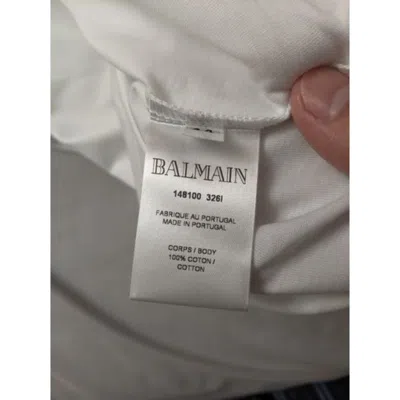 BALMAIN
148100 326I
FABRIQUE AU PORTUGAL
MADE IN PORTUGAL
CORPS / BODY
100% COTON /
COTTON